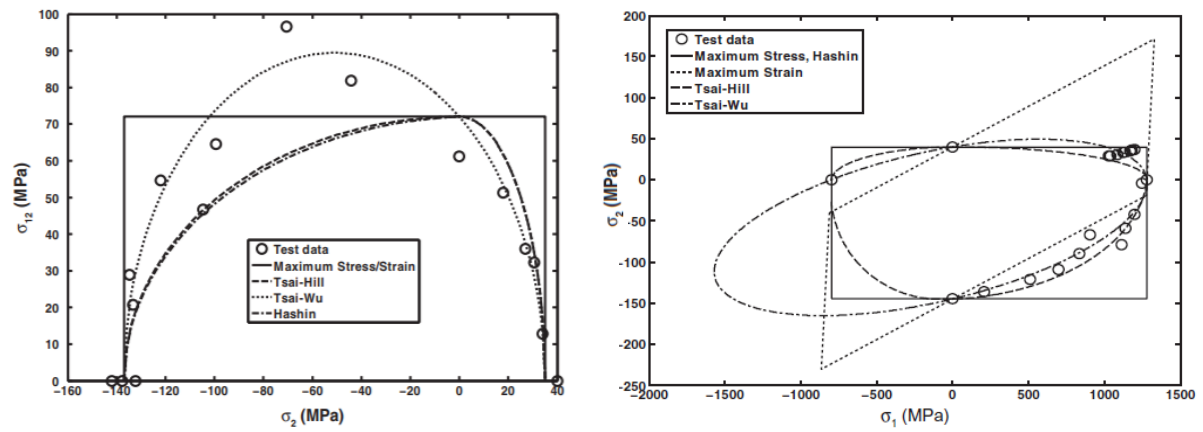 100
90
80
70
60
50
40
30
20
10
0
σ12 (MPa)
Test data
Maximum Stress/Strain
Tsai-Hill
Tsai-Wu
Hashin
−160 −140 −120 −100 −80 −60 −40 −20 0 20 40
σ2 (MPa)
200
150
100
50
0
−50
−100
−150
−200
−250
σ2 (MPa)
Test data
Maximum Stress, Hashin
Maximum Strain
Tsai-Hill
Tsai-Wu
−2000 −1500 −1000 −500 0 500 1000 1500
σ1 (MPa)